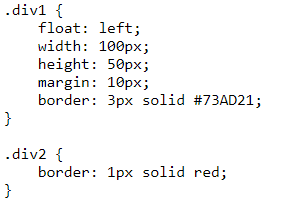 .div1 {
    float: left;
    width: 100px;
    height: 50px;
    margin: 10px;
    border: 3px solid #73AD21;
}

.div2 {
    border: 1px solid red;
}